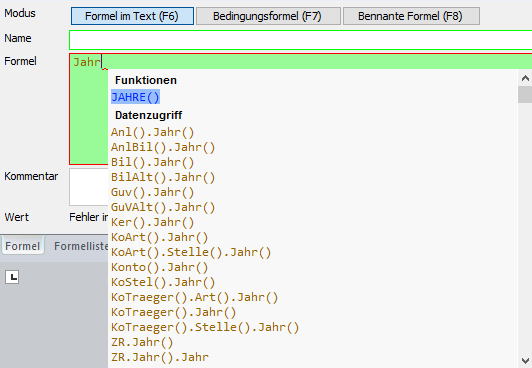 Modus Formel im Text (F6) Bedingungsformel (F7) Bennante Formel (F8)
Name
Formel Jahr
Funktionen
JAHRE()
Datenzugriff
Anl().Jahr()
AnlBil().Jahr()
Bil().Jahr()
BilAlt().Jahr()
Guv().Jahr()
GuVAlt().Jahr()
Ker().Jahr()
KoArt().Jahr()
KoArt().Stelle().Jahr()
Konto().Jahr()
KoStel().Jahr()
KoTraeger().Art().Jahr()
KoTraeger().Jahr()
KoTraeger().Stelle().Jahr()
ZR.Jahr()
ZR.Jahr().Jahr
Kommentar
Wert Fehler in
Formel Formelliste